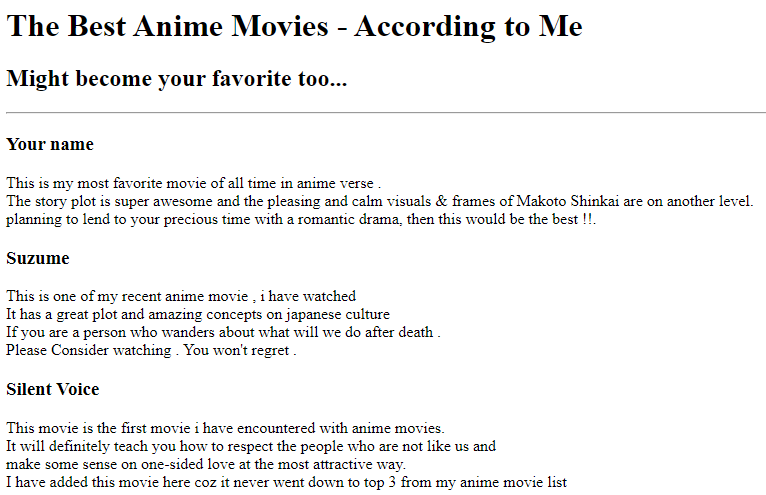 The Best Anime Movies - According to Me
Might become your favorite too...
Your name
This is my most favorite movie of all time in anime verse .
The story plot is super awesome and the pleasing and calm visuals & frames of Makoto Shinkai are on another level.
planning to lend to your precious time with a romantic drama, then this would be the best !!.
Suzume
This is one of my recent anime movie , i have watched
It has a great plot and amazing concepts on japanese culture
If you are a person who wanders about what will we do after death .
Please Consider watching . You won't regret .
Silent Voice
This movie is the first movie i have encountered with anime movies.
It will definitely teach you how to respect the people who are not like us and
make some sense on one-sided love at the most attractive way.
I have added this movie here coz it never went down to top 3 from my anime movie list